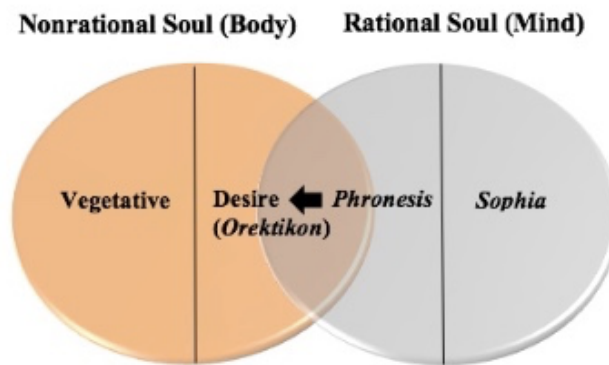 Nonrational Soul (Body)
Rational Soul (Mind)
Vegetative
Desire
(Orektikon)
Phronesis
Sophia